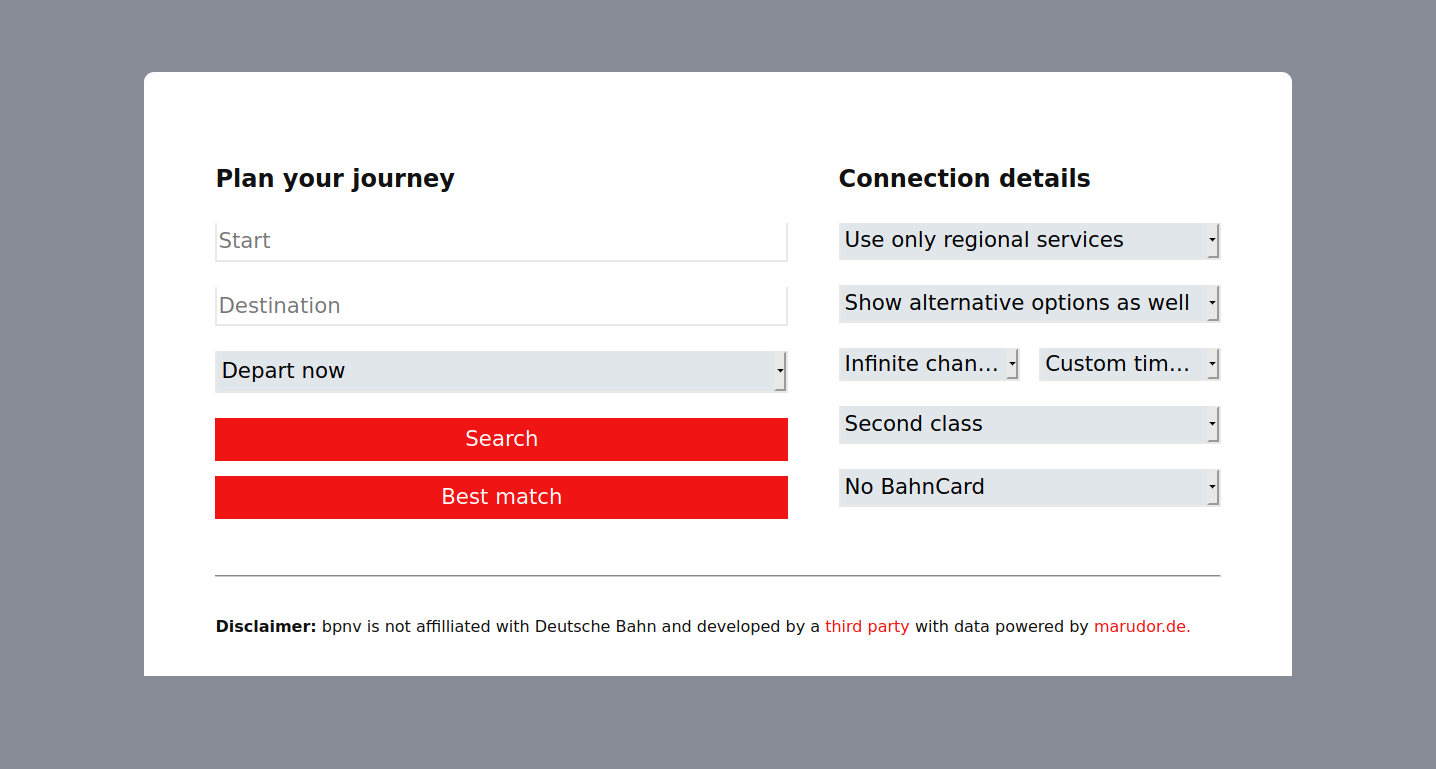 Plan your journey
Start
Destination
Depart now
Search
Best match
Connection details
Use only regional services
Show alternative options as well
Infinite chan... Custom tim...
Second class
No BahnCard
Disclaimer: bpnv is not affilliated with Deutsche Bahn and developed by a third party with data powered by marudor.de.